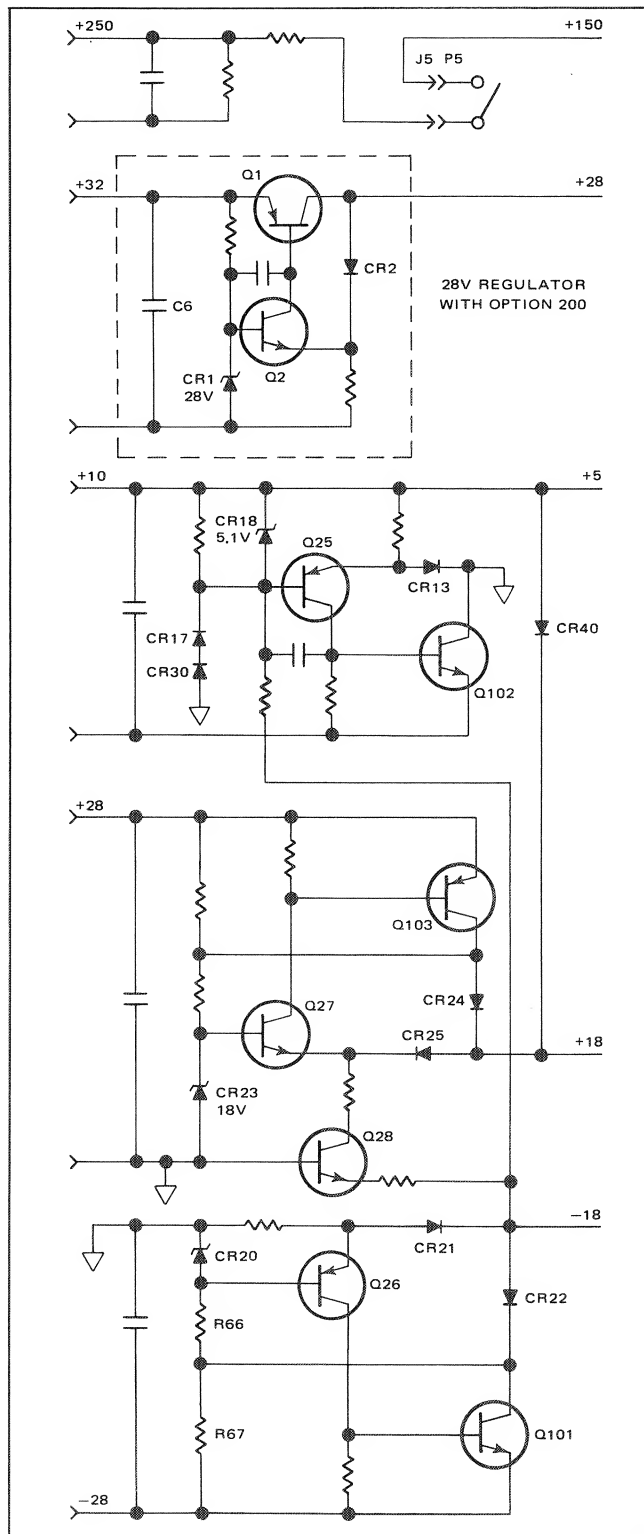 +250
+150
J5 P5
+32
Q1
+28
CR2
28V REGULATOR
WITH OPTION 200
C6
CR1
28V
Q2
+10
+5
CR18
5.1V
Q25
CR13
CR17
CR30
CR40
Q102
+28
Q103
Q27
CR24
CR25
+18
CR23
18V
Q28
-18
CR20
CR21
Q26
CR22
R66
R67
Q101
-28